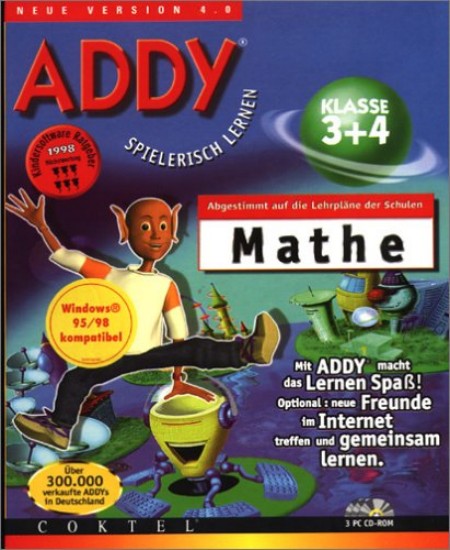 NEUE VERSION 4.0
ADDY®
SPIELERISCH LERNEN
KLASSE
3+4
Kindersoftware Ratgeber
1998
Abgestimmt auf die Lehrpläne der Schulen
Mathe
Windows®
95/98
kompatibel
Mit ADDY® macht
das Lernen Spaß!
Optional: neue Freunde
im Internet
treffen und gemeinsam
lernen.
Über
300.000
verkaufte ADDYs
in Deutschland
COKTEL®
3 PC CD-ROM